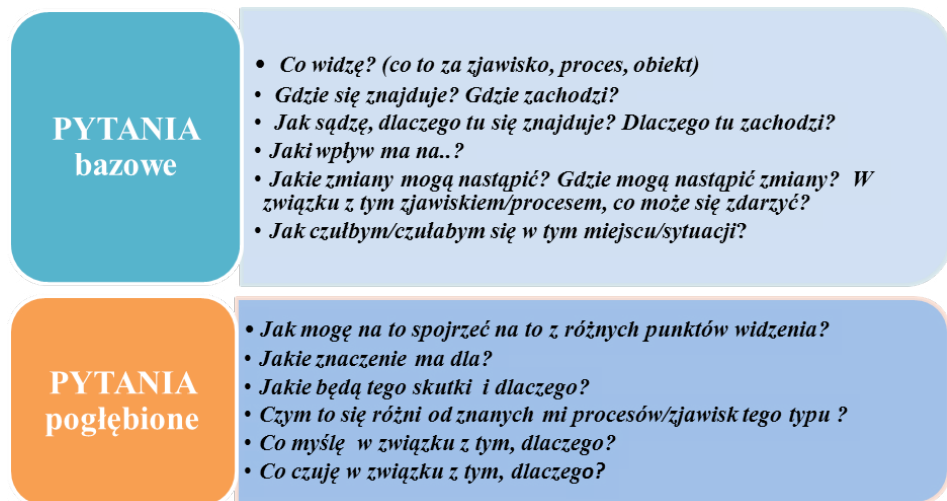 PYTANIA
bazowe
• Co widzę? (co to za zjawisko, proces, obiekt)
• Gdzie się znajduje? Gdzie zachodzi?
• Jak sądzę, dlaczego tu się znajduje? Dlaczego tu zachodzi?
• Jaki wpływ ma na..?
• Jakie zmiany mogą nastąpić? Gdzie mogą nastąpić zmiany? W
związku z tym zjawiskiem/procesem, co może się zdarzyć?
• Jak czułbym/czułabym się w tym miejscu/sytuacji?
PYTANIA
pogłębione
• Jak mogę na to spojrzeć na to z różnych punktów widzenia?
• Jakie znaczenie ma dla?
• Jakie będą tego skutki i dlaczego?
• Czym to się różni od znanych mi procesów/zjawisk tego typu ?
• Co myślę w związku z tym, dlaczego?
• Co czuję w związku z tym, dlaczego?